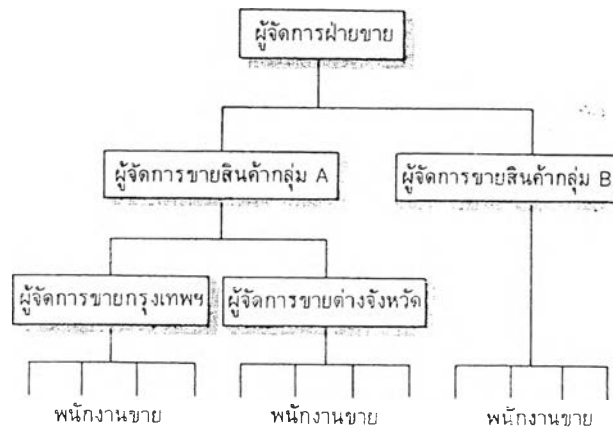 ผู้จัดการฝ่ายขาย
ผู้จัดการขายสินค้ากลุ่ม A
ผู้จัดการขายสินค้ากลุ่ม B
ผู้จัดการขายกรุงเทพฯ
ผู้จัดการขายต่างจังหวัด
พนักงานขาย
พนักงานขาย
พนักงานขาย